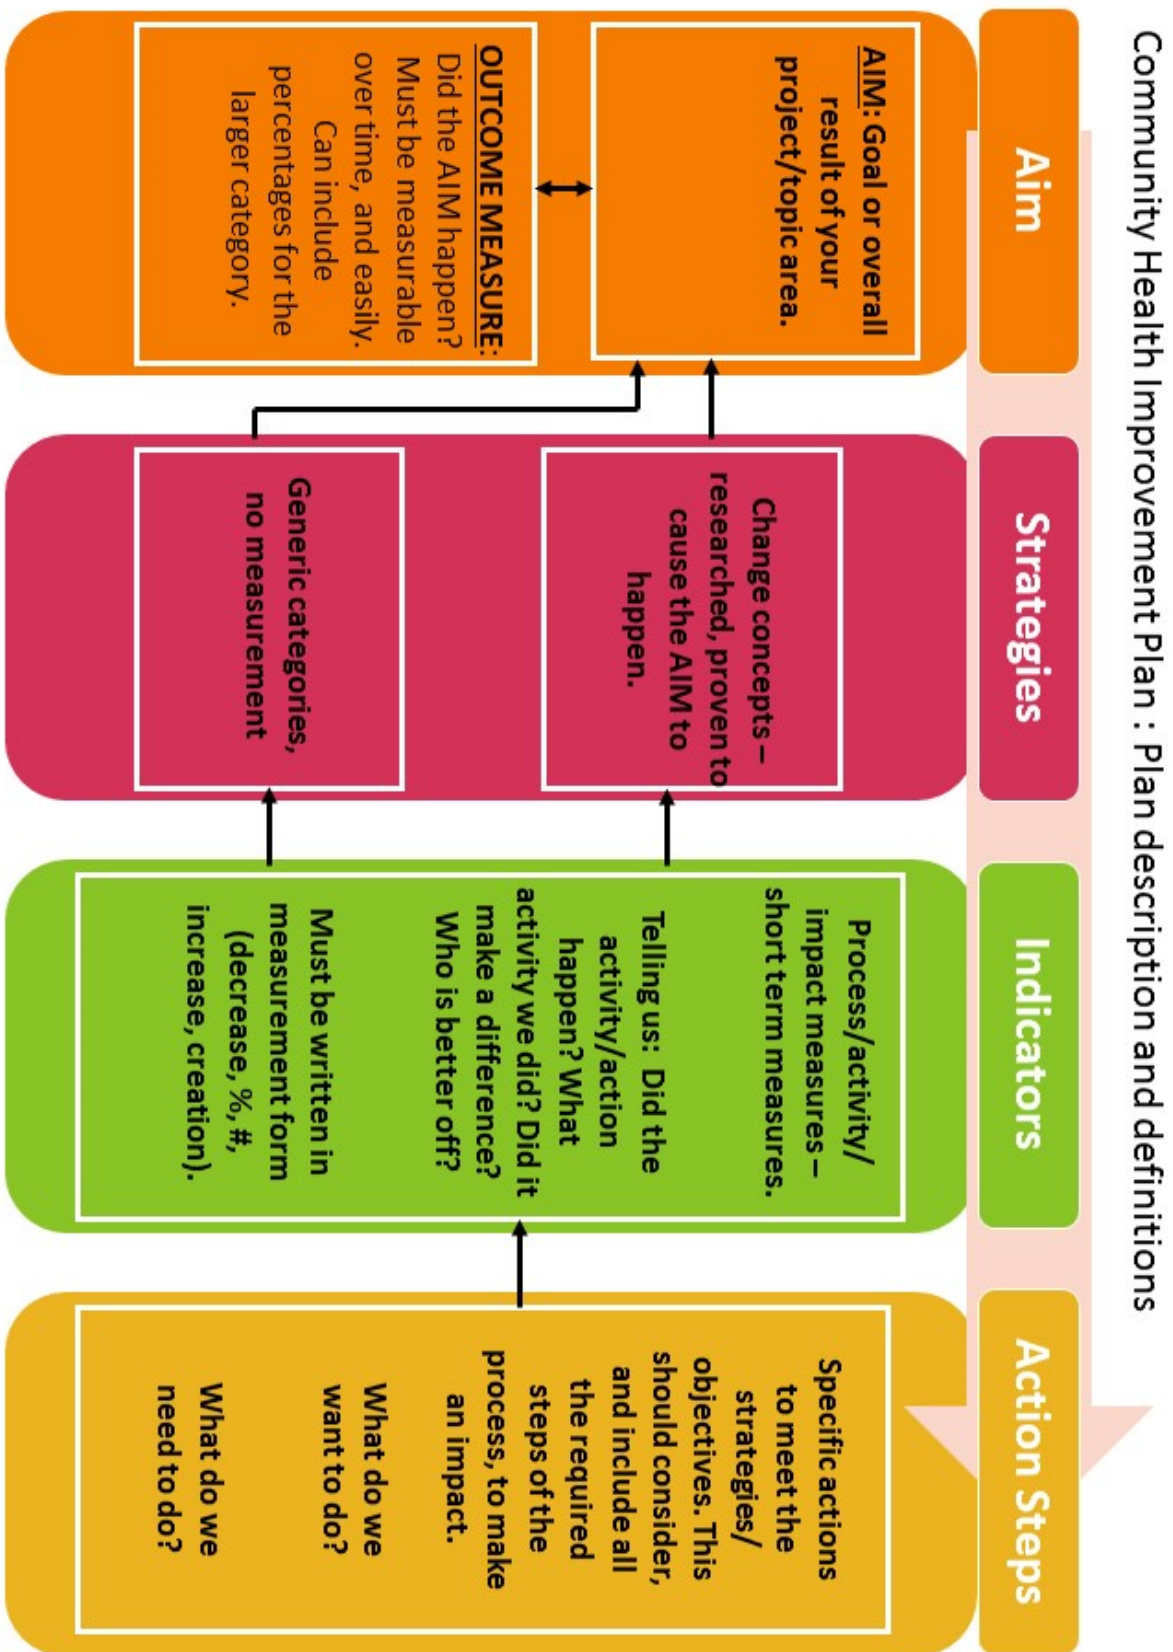 Community Health Improvement Plan : Plan description and definitions
Aim
AIM: Goal or overall
result of your
project/topic area.
OUTCOME MEASURE:
Did the AIM happen?
Must be measurable
over time, and easily.
Can include
percentages for the
larger category.
Strategies
Change concepts –
researched, proven to
cause the AIM to
happen.
Generic categories,
no measurement
Indicators
Process/activity/
impact measures –
short term measures.
Telling us: Did the
activity/action
happen? What
activity we did? Did it
make a difference?
Who is better off?
Must be written in
measurement form
(decrease, %, #,
increase, creation).
Action Steps
Specific actions
to meet the
strategies/
objectives. This
should consider,
and include all
the required
steps of the
process, to make
an impact.
What do we
want to do?
What do we
need to do?